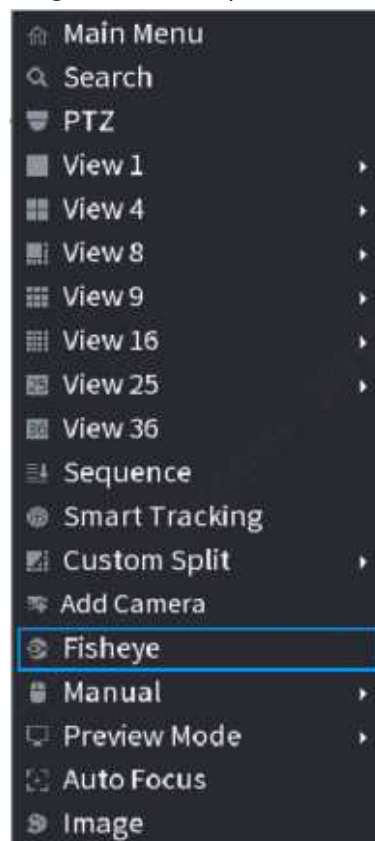 Main Menu
Search
PTZ
View 1
View 4
View 8
View 9
View 16
View 25
View 36
Sequence
Smart Tracking
Custom Split
Add Camera
Fisheye
Manual
Preview Mode
Auto Focus
Image